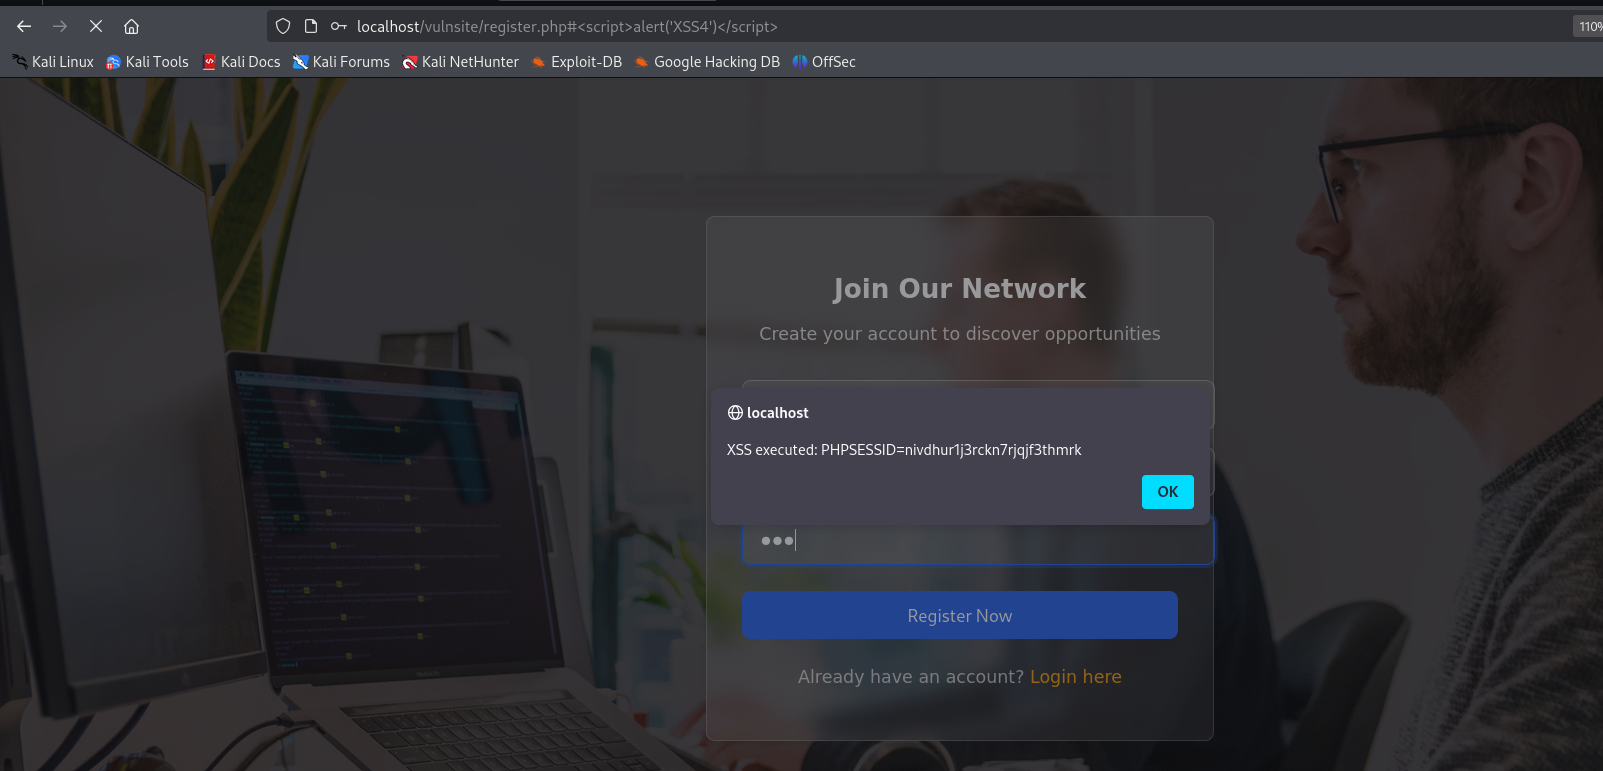 localhost/vulnsite/register.php#<script>alert('XSS4')</script>
110%
Kali Linux Kali Tools Kali Docs Kali Forums Kali NetHunter Exploit-DB Google Hacking DB OffSec
Join Our Network
Create your account to discover opportunities
localhost
XSS executed: PHPSESSID=nivdhur1j3rckn7rjqjf3thmrk
OK
Register Now
Already have an account? Login here